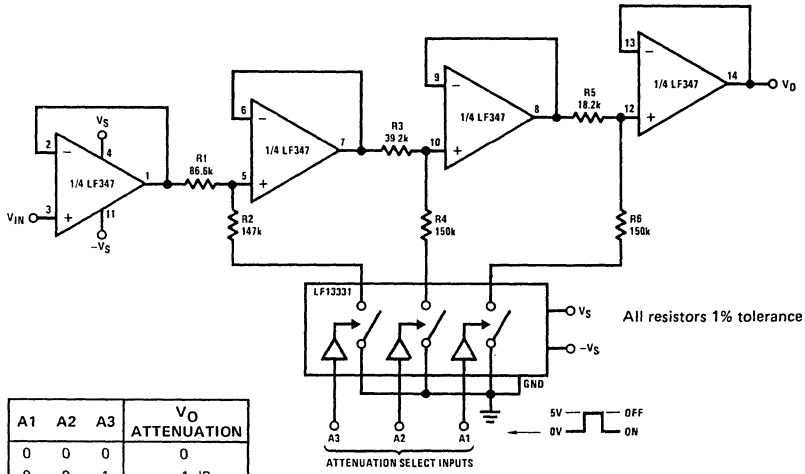 13
14
VO
12
1/4 LF347
R5
18.2k
9
8
10
1/4 LF347
R3
39.2k
6
7
5
1/4 LF347
R1
86.6k
VS
2
4
1
3
11
1/4 LF347
VIN
-VS
R2
147k
R4
150k
R6
150k
LF13331
VS
-VS
GND
All resistors 1% tolerance
A3
A2
A1
ATTENUATION SELECT INPUTS
5V
OFF
0V
ON
A1 A2 A3 VO ATTENUATION
0 0 0 0